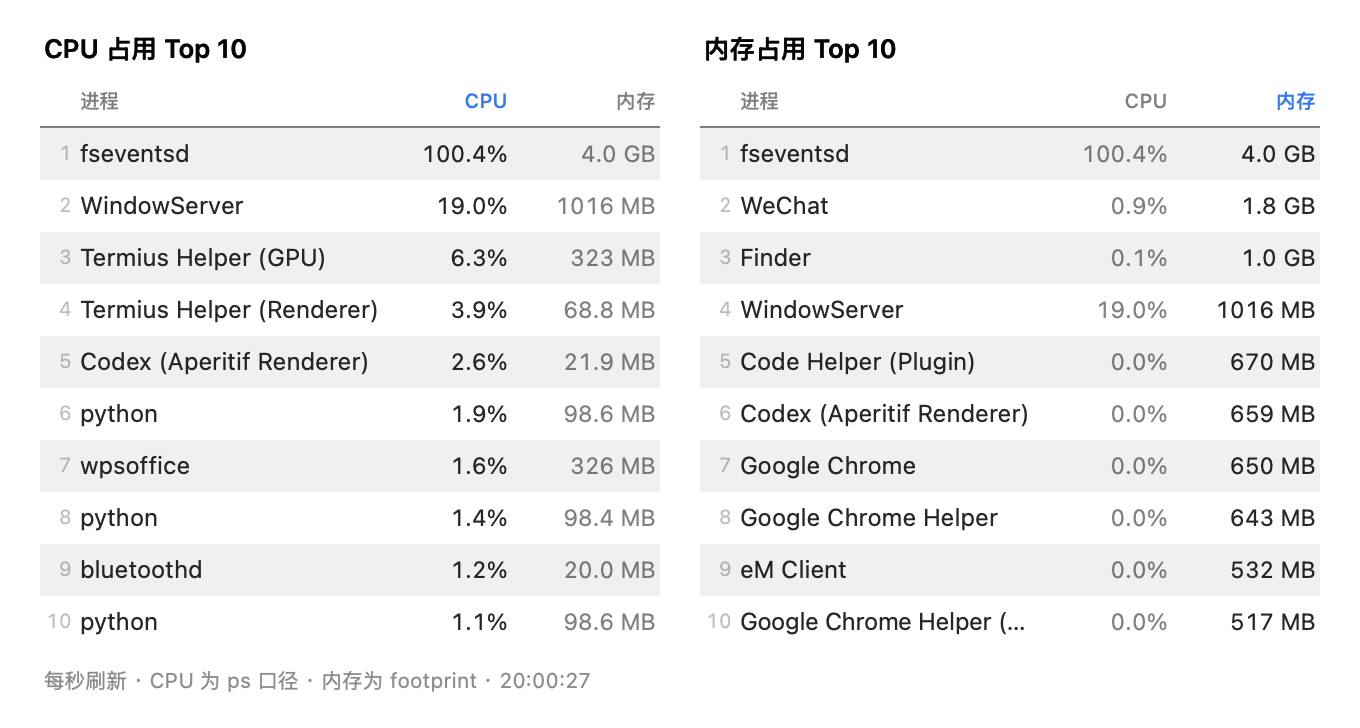 CPU 占用 Top 10
进程 CPU 内存
1 fseventsd 100.4% 4.0 GB
2 WindowServer 19.0% 1016 MB
3 Termius Helper (GPU) 6.3% 323 MB
4 Termius Helper (Renderer) 3.9% 68.8 MB
5 Codex (Aperitif Renderer) 2.6% 21.9 MB
6 python 1.9% 98.6 MB
7 wpsoffice 1.6% 326 MB
8 python 1.4% 98.4 MB
9 bluetoothd 1.2% 20.0 MB
10 python 1.1% 98.6 MB
内存占用 Top 10
进程 CPU 内存
1 fseventsd 100.4% 4.0 GB
2 WeChat 0.9% 1.8 GB
3 Finder 0.1% 1.0 GB
4 WindowServer 19.0% 1016 MB
5 Code Helper (Plugin) 0.0% 670 MB
6 Codex (Aperitif Renderer) 0.0% 659 MB
7 Google Chrome 0.0% 650 MB
8 Google Chrome Helper 0.0% 643 MB
9 eM Client 0.0% 532 MB
10 Google Chrome Helper (... 0.0% 517 MB
每秒刷新 · CPU 为 ps 口径 · 内存为 footprint · 20:00:27